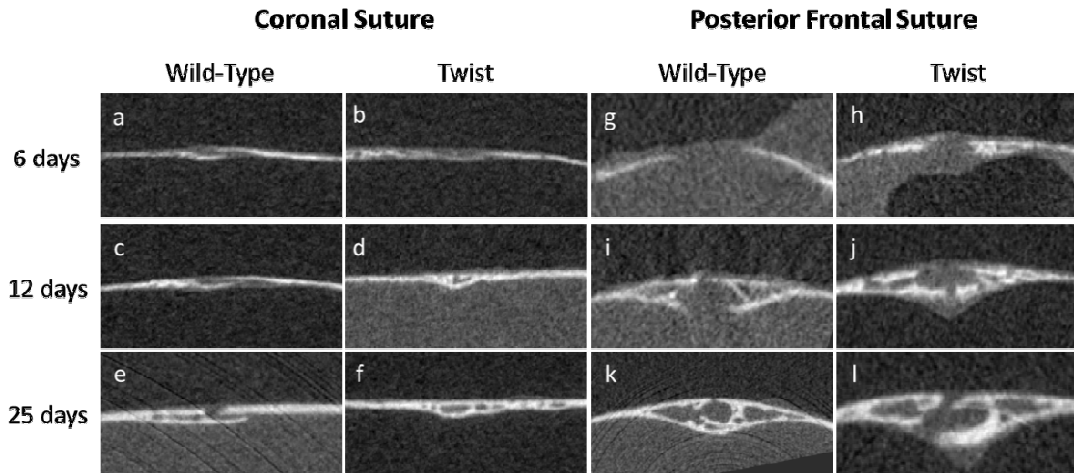 Coronal Suture Posterior Frontal Suture
Wild-Type Twist Wild-Type Twist
6 days a b g h
12 days c d i j
25 days e f k l